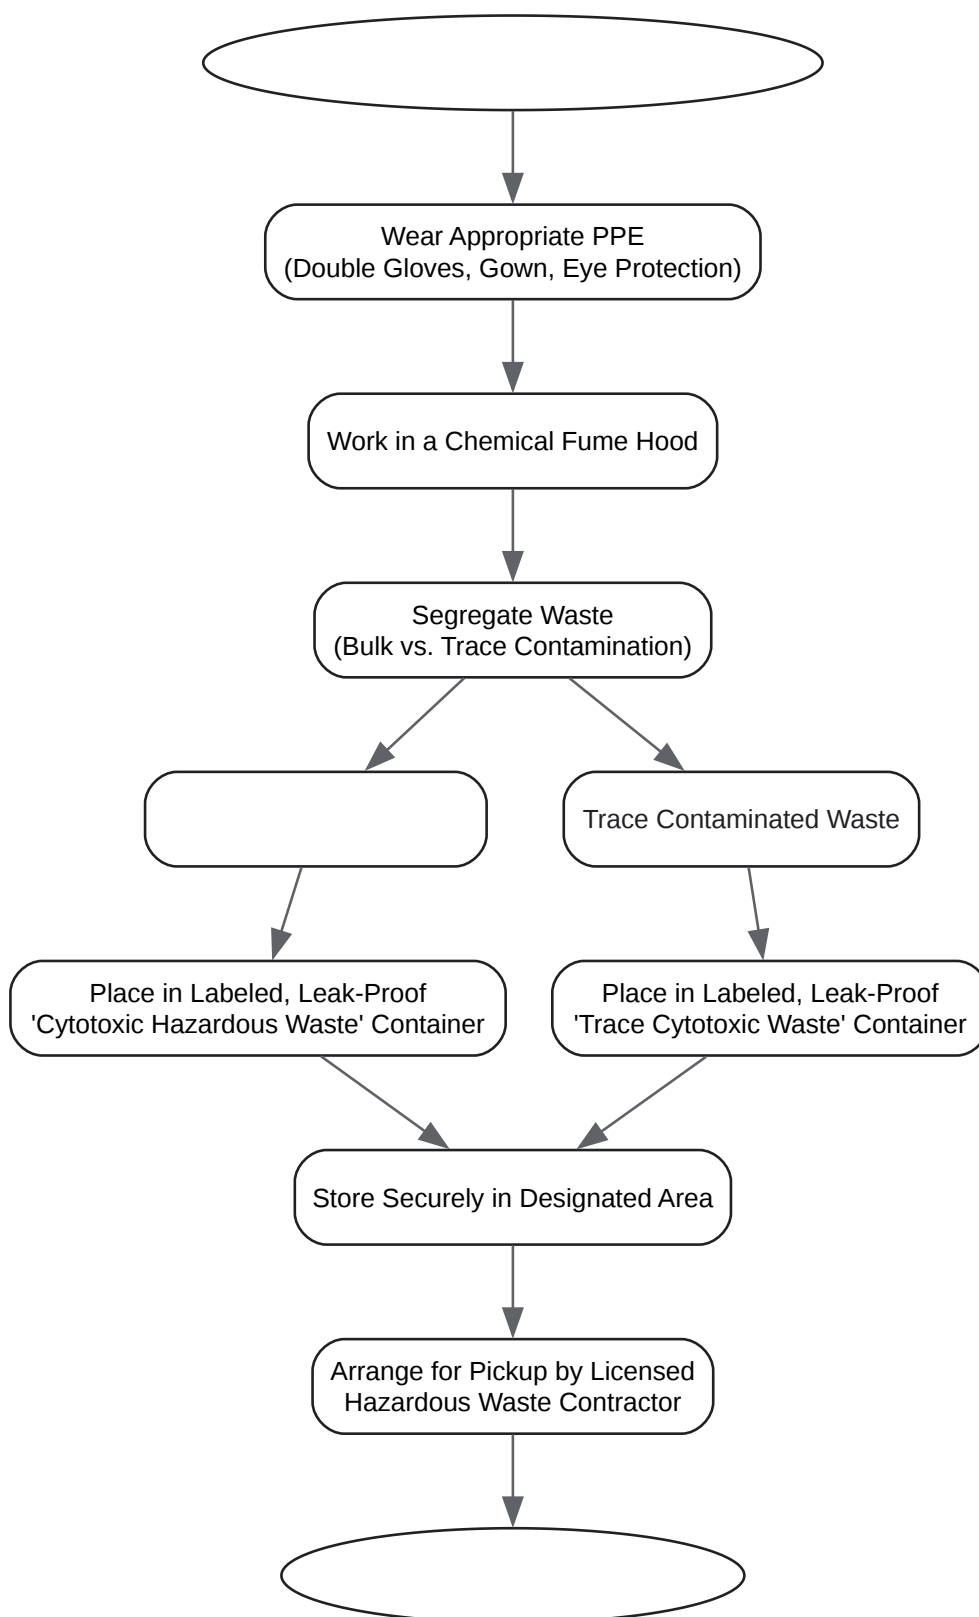 Wear Appropriate PPE
(Double Gloves, Gown, Eye Protection)
Work in a Chemical Fume Hood
Segregate Waste
(Bulk vs. Trace Contamination)
Trace Contaminated Waste
Place in Labeled, Leak-Proof
'Cytotoxic Hazardous Waste' Container
Place in Labeled, Leak-Proof
'Trace Cytotoxic Waste' Container
Store Securely in Designated Area
Arrange for Pickup by Licensed
Hazardous Waste Contractor